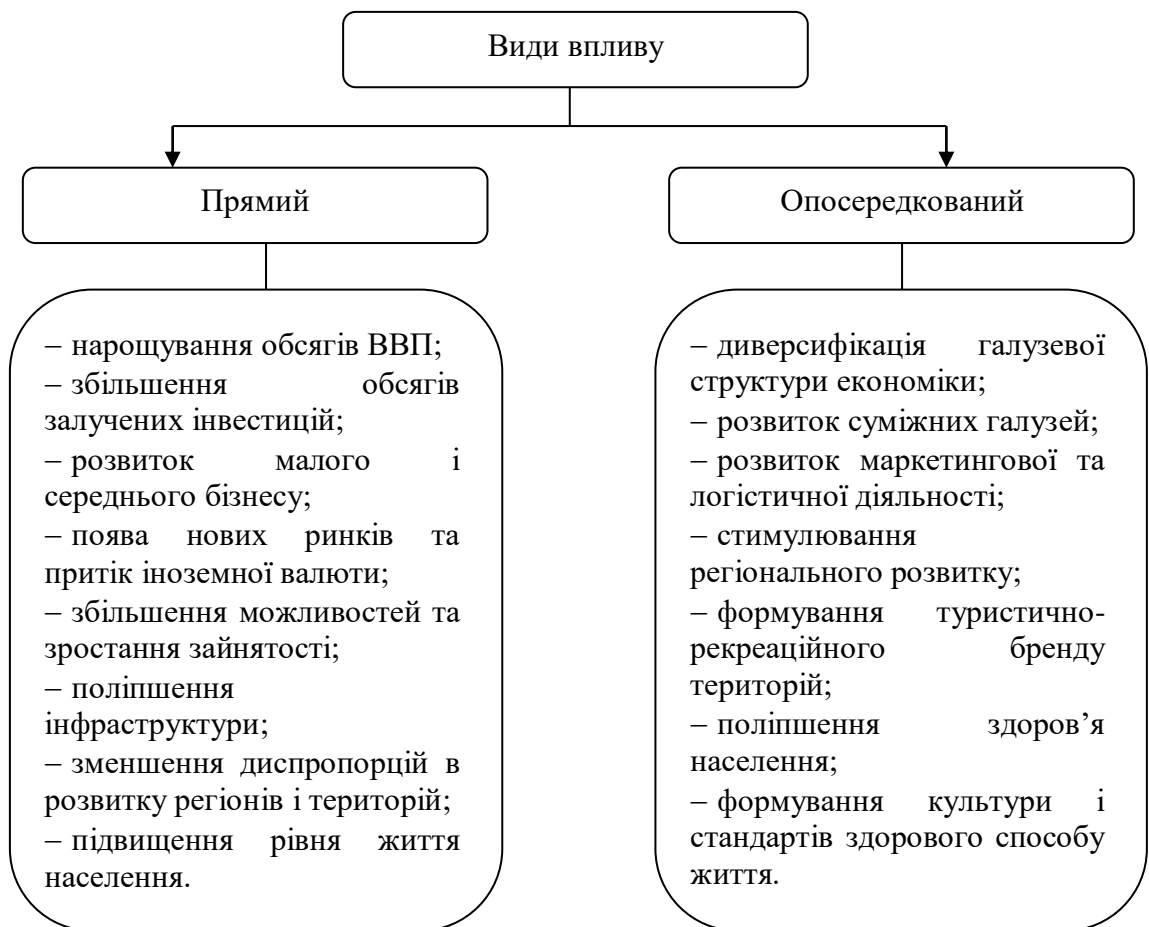 Види впливу
Прямий
Опосередкований
– нарощування обсягів ВВП;
– збільшення обсягів
залучених інвестицій;
– розвиток малого і
середнього бізнесу;
– поява нових ринків та
притік іноземної валюти;
– збільшення можливостей та
зростання зайнятості;
– поліпшення
інфраструктури;
– зменшення диспропорцій в
розвитку регіонів і територій;
– підвищення рівня життя
населення.
– диверсифікація галузевої
структури економіки;
– розвиток суміжних галузей;
– розвиток маркетингової та
логістичної діяльності;
– стимулювання
регіонального розвитку;
– формування туристично-
рекреаційного бренду
територій;
– поліпшення здоров’я
населення;
– формування культури і
стандартів здорового способу
життя.